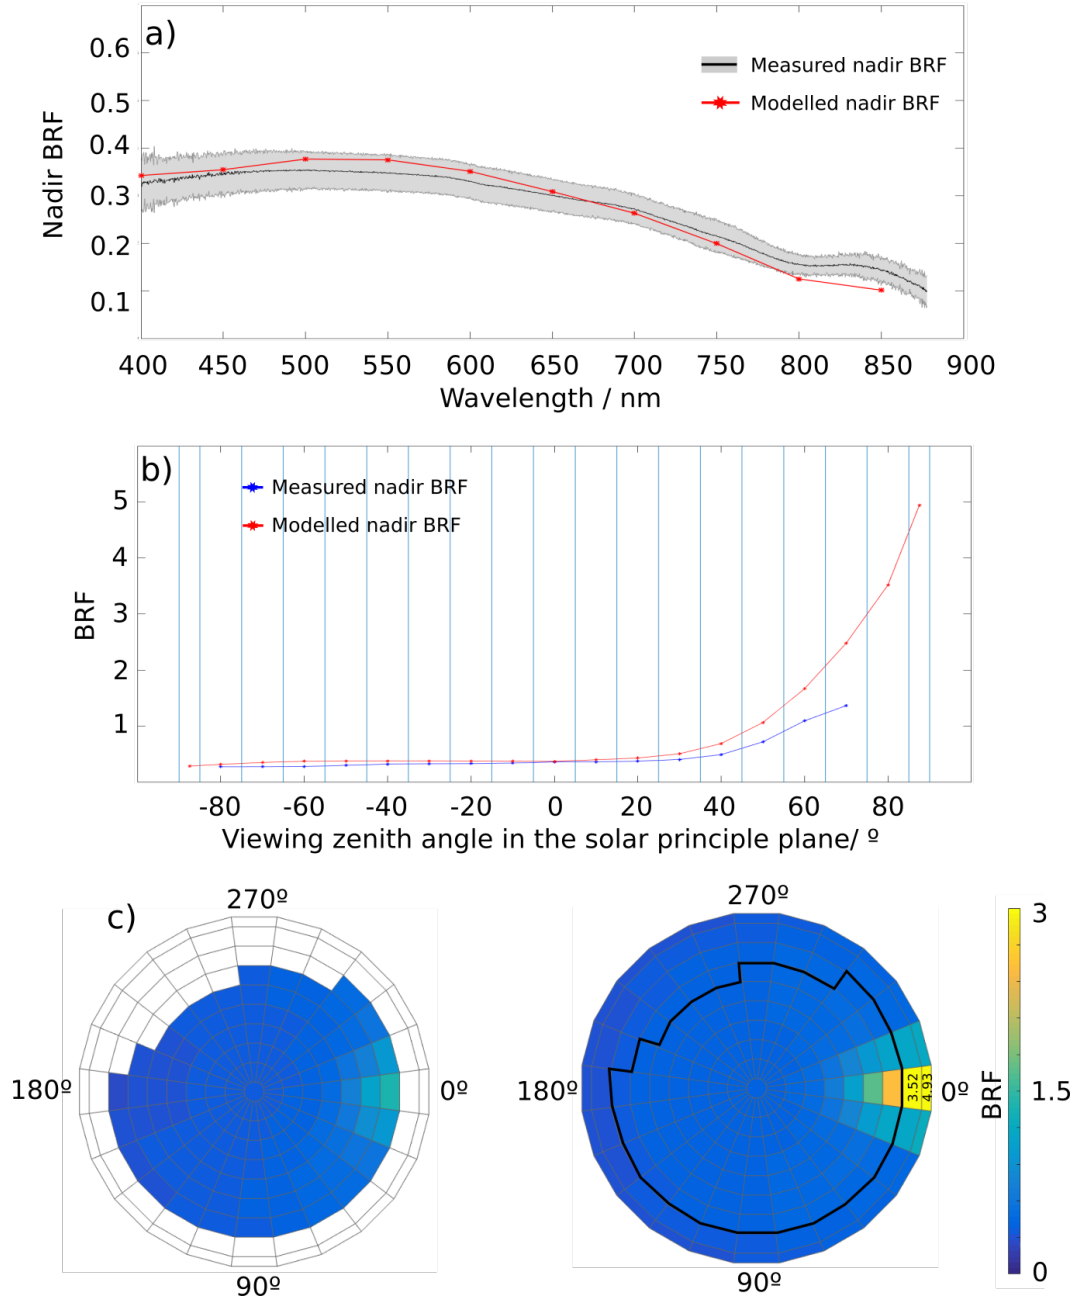 a)
0.6
0.5
0.4
0.3
0.2
0.1
Nadir BRF
Measured nadir BRF
Modelled nadir BRF
400 450 500 550 600 650 700 750 800 850 900
Wavelength / nm
b)
5
4
3
2
1
BRF
Measured nadir BRF
Modelled nadir BRF
-80 -60 -40 -20 0 20 40 60 80
Viewing zenith angle in the solar principle plane/ º
c)
270º
180º
0º
90º
270º
180º
3.52
4.93
0º
90º
BRF
3
1.5
0